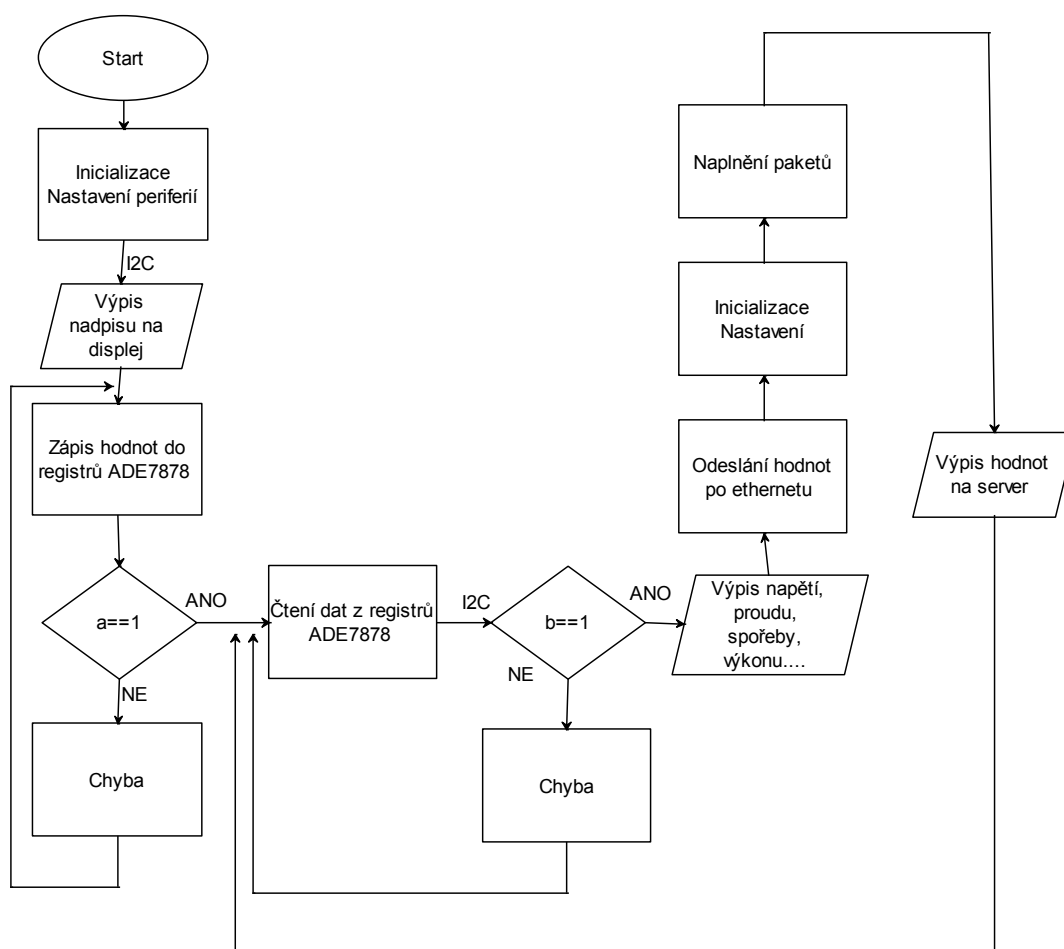 Start
Inicializace
Nastavení periferií
I2C
Výpis
nadpisu na
displej
Zápis hodnot do
registrů ADE7878
a==1
ANO
NE
Chyba
Čtení dat z registrů
ADE7878
I2C
b==1
ANO
NE
Chyba
Výpis napětí,
proudu,
spořeby,
výkonu....
Odeslání hodnot
po ethernetu
Inicializace
Nastavení
Naplnění paketů
Výpis hodnot
na server